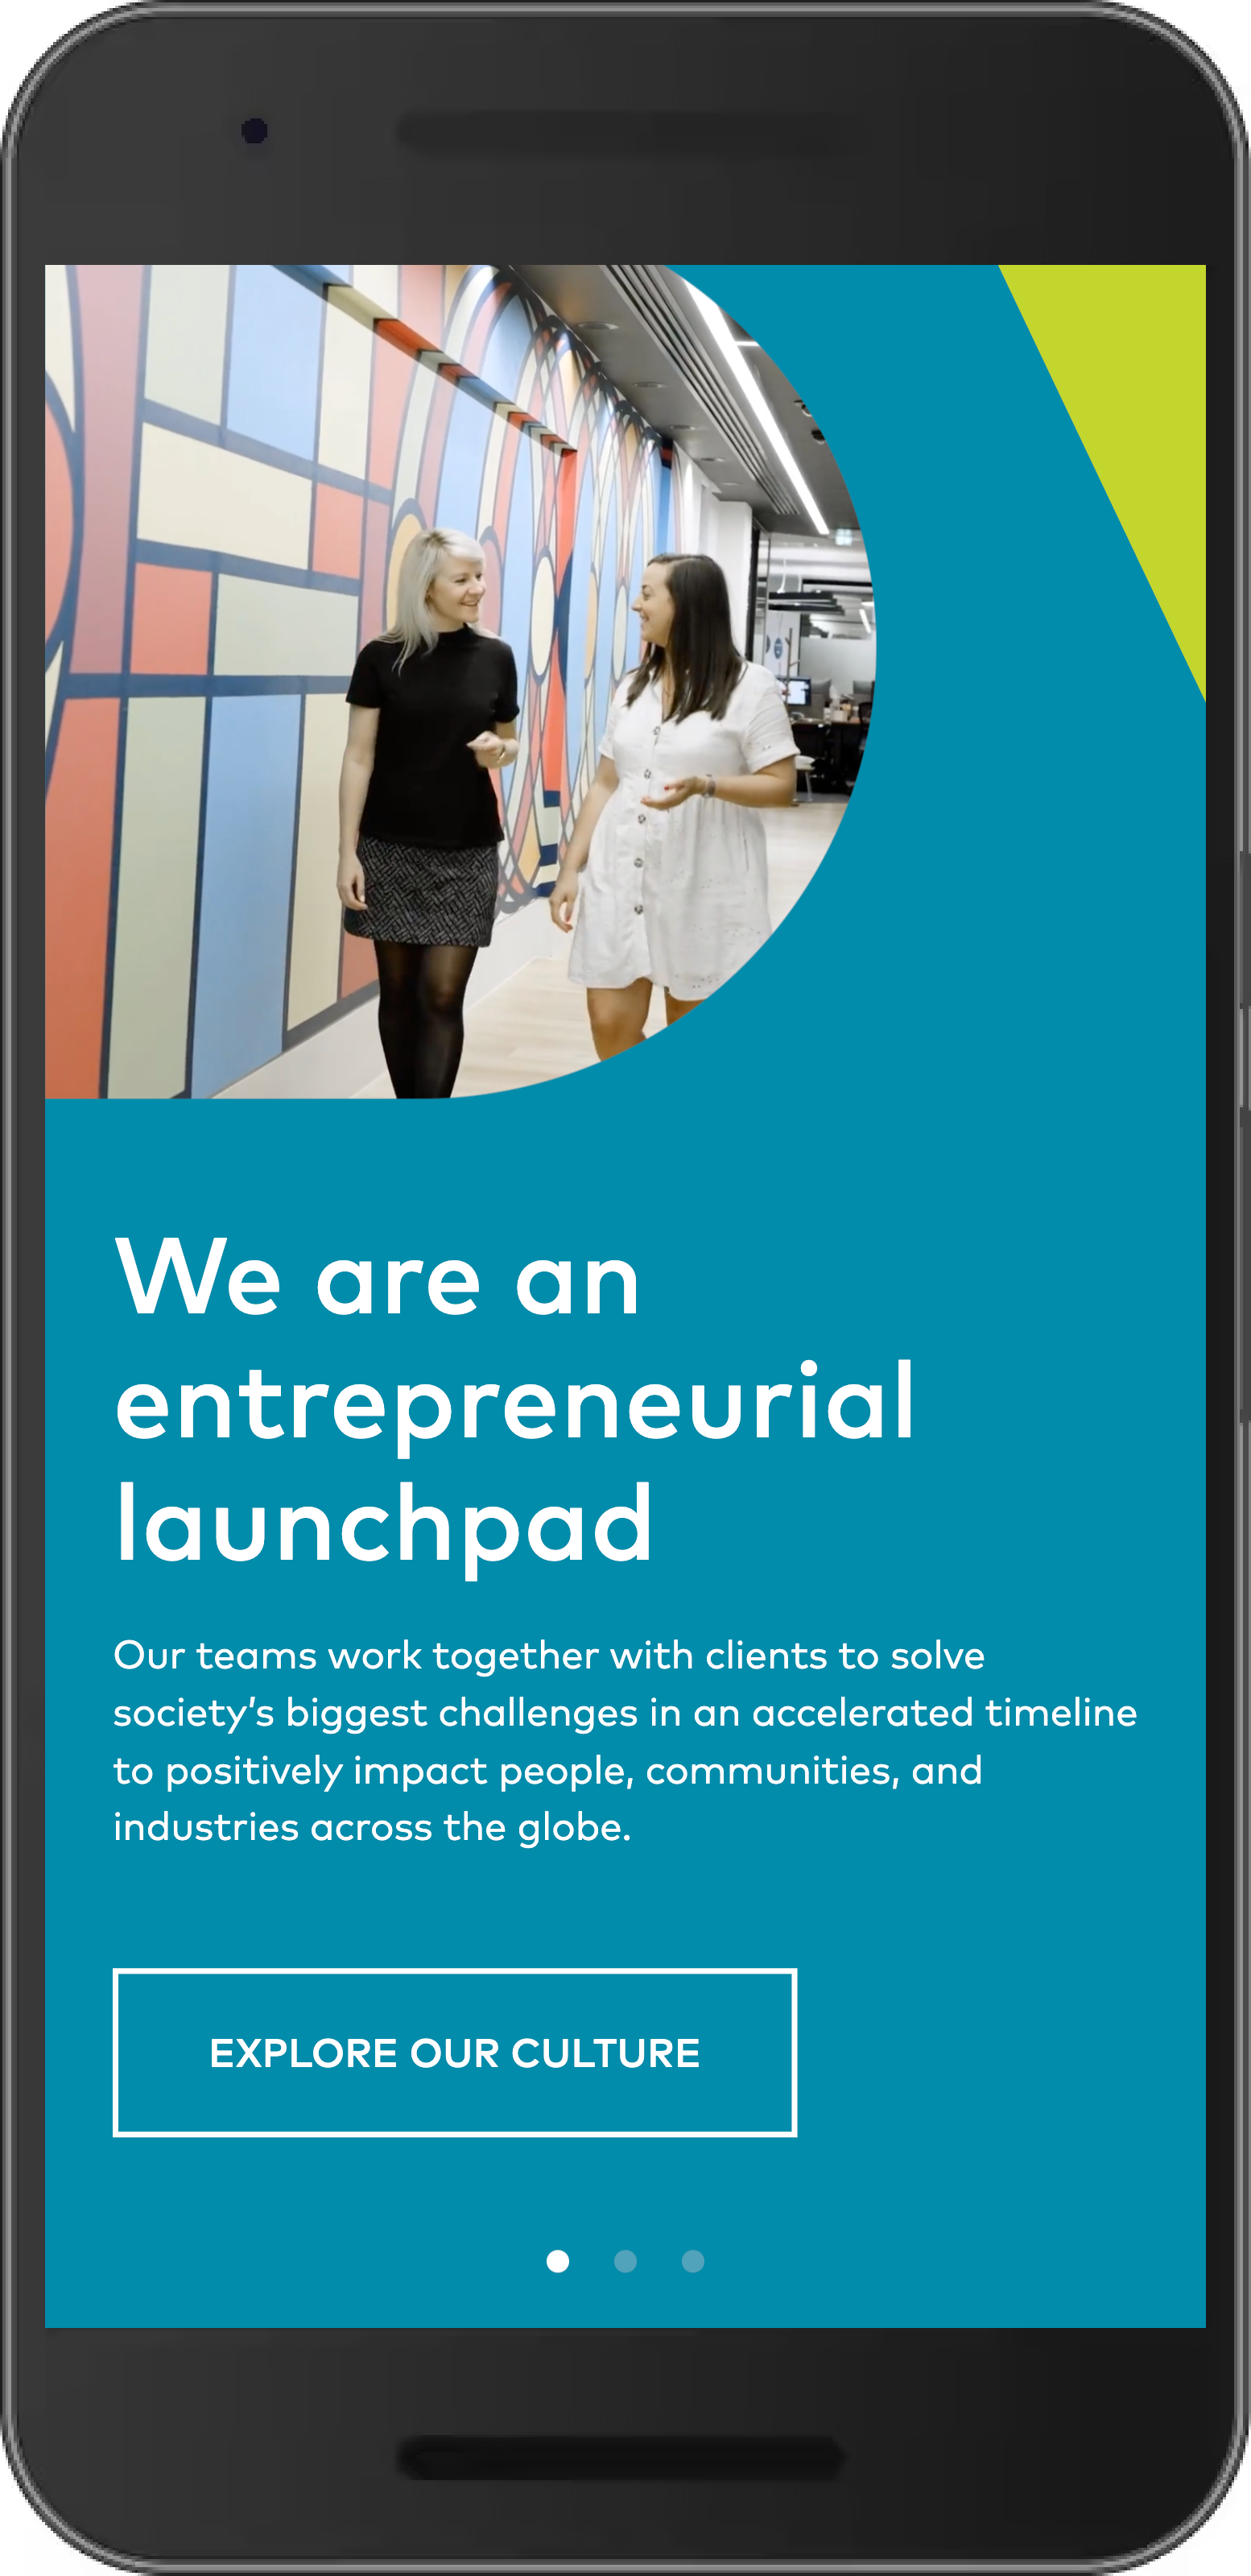 We are an
entrepreneurial
launchpad
Our teams work together with clients to solve
society’s biggest challenges in an accelerated timeline
to positively impact people, communities, and
industries across the globe.
EXPLORE OUR CULTURE